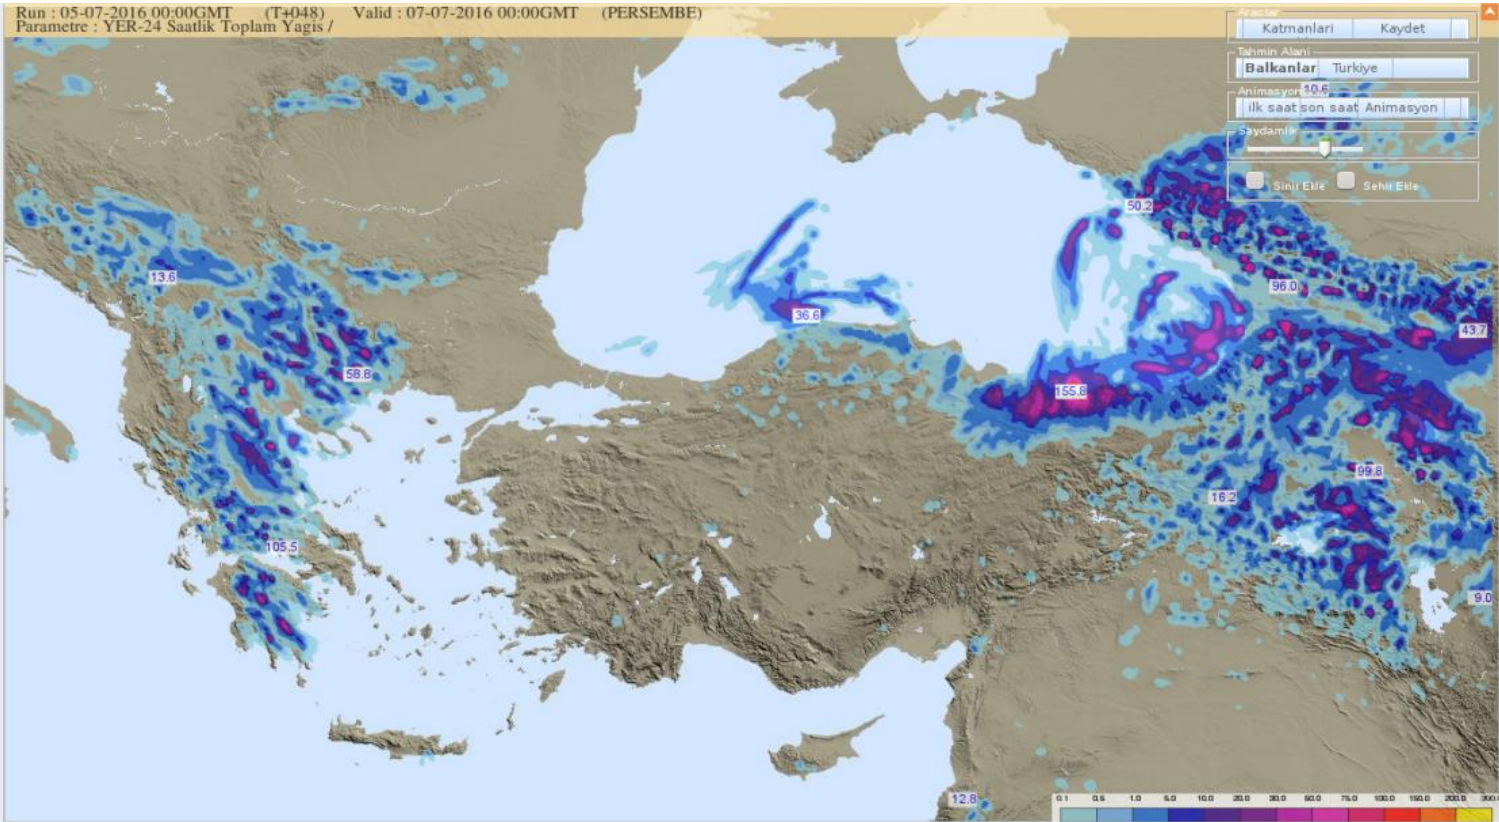 Run : 05-07-2016 00:00GMT (T+048) Valid : 07-07-2016 00:00GMT (PERSEMBE)
Parametre : YER-24 Saatlik Toplam Yagis /
Araclar
Katmanlari Kaydet
Tahmin Alani
Balkanlar Turkiye
10.6
Animasyon
ilk saat son saat Animasyon
Saydamlik
Sinir Ekle Sehir Ekle
50.2
13.6
96.0
36.6
43.7
58.8
155.8
99.8
16.2
105.5
9.0
12.8
0.1 0.5 1.0 5.0 10.0 20.0 30.0 50.0 75.0 100.0 150.0 200.0 300.0